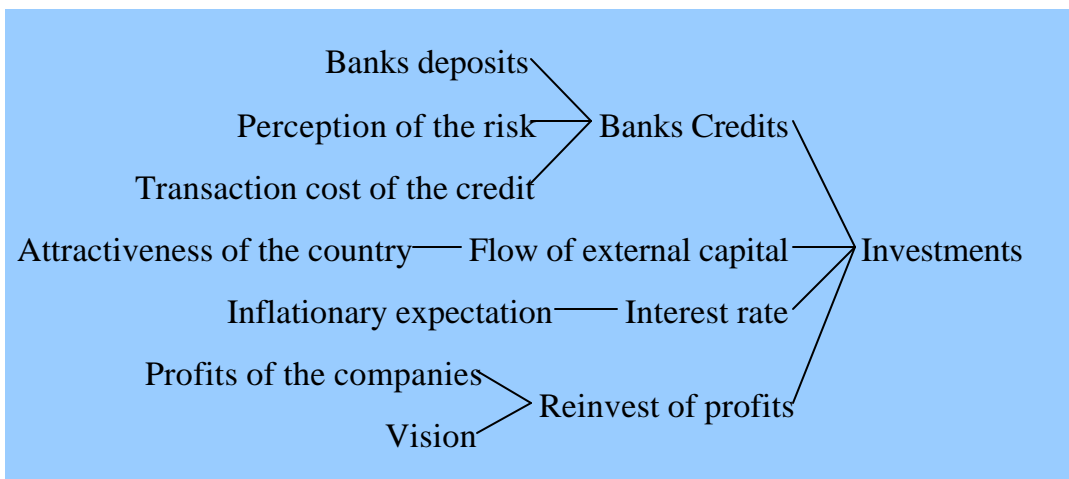 Banks deposits
Perception of the risk
Banks Credits
Transaction cost of the credit
Attractiveness of the country
Flow of external capital
Investments
Inflationary expectation
Interest rate
Profits of the companies
Reinvest of profits
Vision